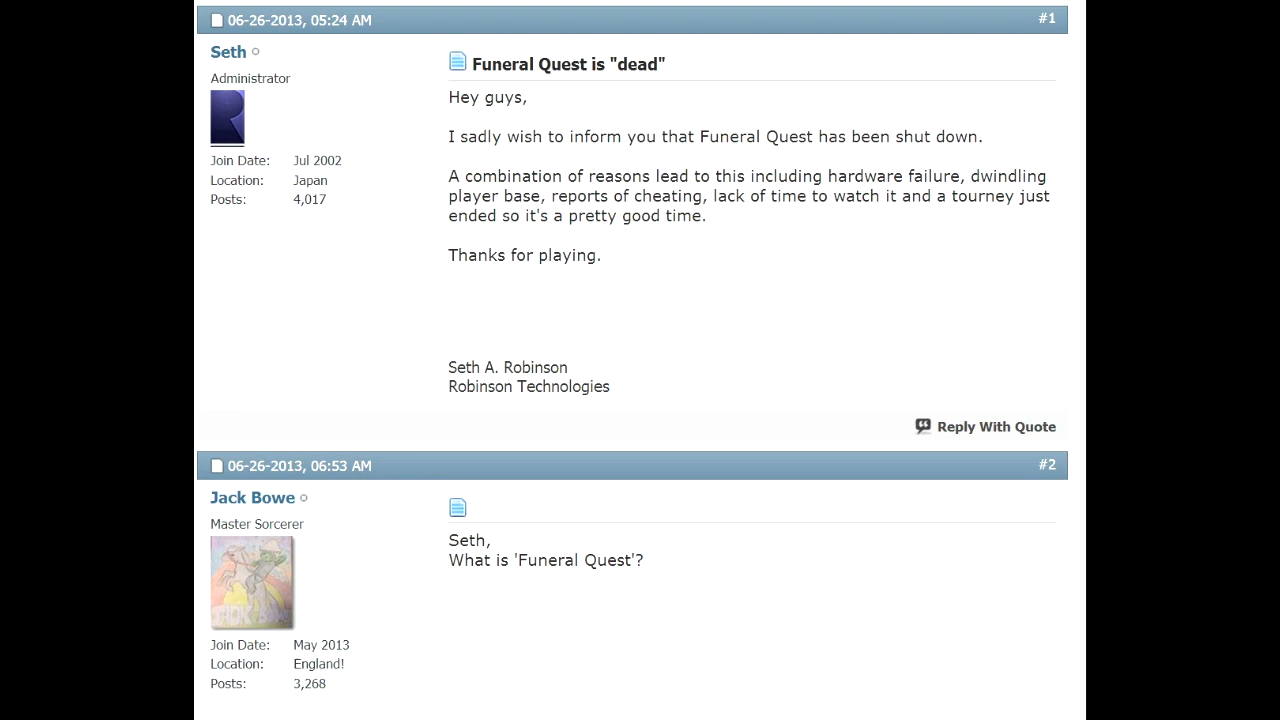 06-26-2013, 05:24 AM #1
Seth
Administrator
Join Date: Jul 2002
Location: Japan
Posts: 4,017
Funeral Quest is "dead"
Hey guys,
I sadly wish to inform you that Funeral Quest has been shut down.
A combination of reasons lead to this including hardware failure, dwindling
player base, reports of cheating, lack of time to watch it and a tourney just
ended so it's a pretty good time.
Thanks for playing.
Seth A. Robinson
Robinson Technologies
Reply With Quote
06-26-2013, 06:53 AM #2
Jack Bowe
Master Sorcerer
Join Date: May 2013
Location: England!
Posts: 3,268
Seth,
What is 'Funeral Quest'?